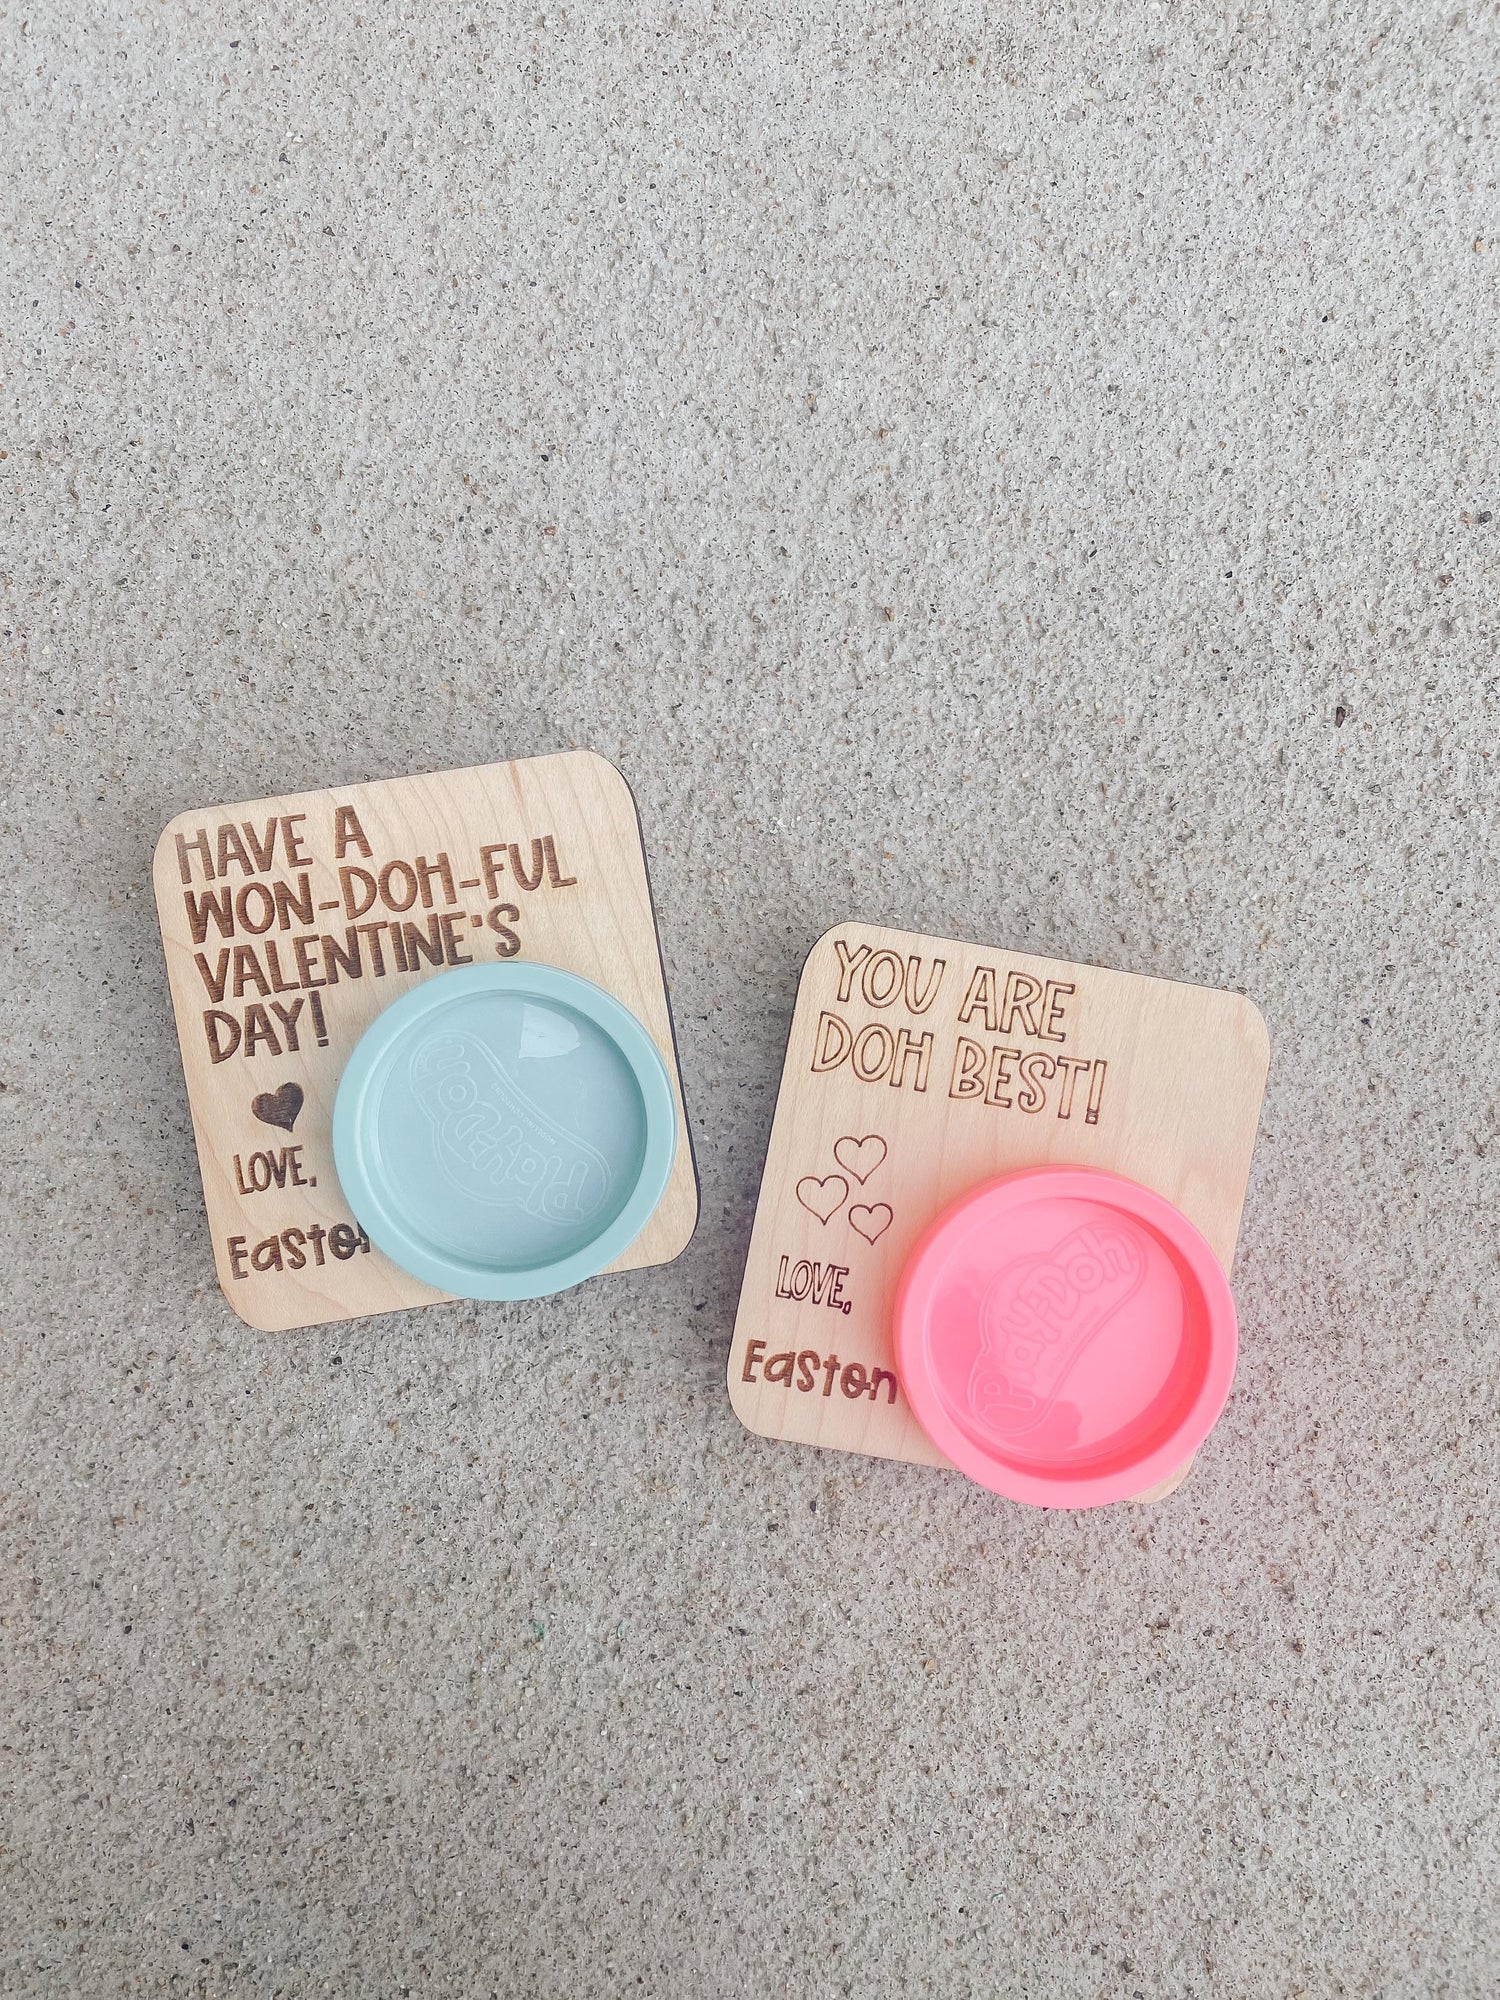 HAVE A
WON-DOH-FUL
VALENTINE'S
DAY!
LOVE,
Easton
Play-Doh
YOU ARE
DOH BEST!
LOVE,
Easton
Play-Doh